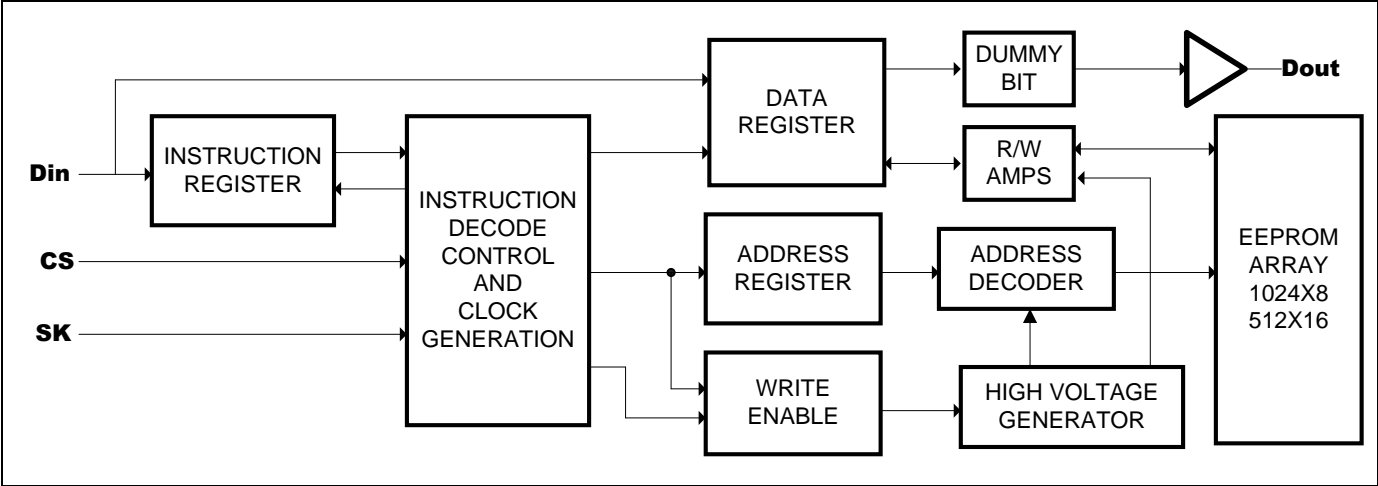 DUMMY
BIT
Dout
DATA
REGISTER
INSTRUCTION
REGISTER
Din
R/W
AMPS
INSTRUCTION
DECODE
CONTROL
AND
CLOCK
GENERATION
CS
SK
ADDRESS
REGISTER
ADDRESS
DECODER
EEPROM
ARRAY
1024X8
512X16
WRITE
ENABLE
HIGH VOLTAGE
GENERATOR